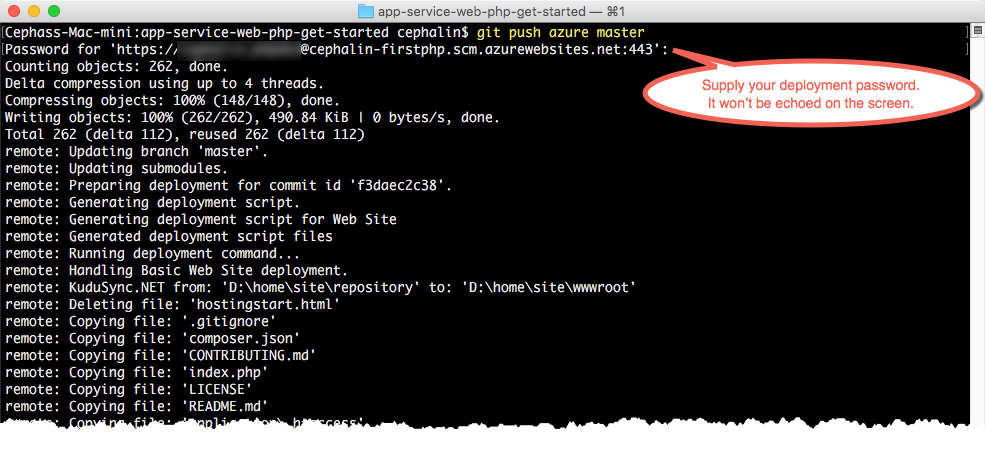 app-service-web-php-get-started — ⌘1
[Cephass-Mac-mini:app-service-web-php-get-started cephalin$ git push azure master ]
[Password for 'https://@cephalin-firstphp.scm.azurewebsites.net:443': ]
Supply your deployment password.
It won't be echoed on the screen.
Counting objects: 262, done.
Delta compression using up to 4 threads.
Compressing objects: 100% (148/148), done.
Writing objects: 100% (262/262), 490.84 KiB | 0 bytes/s, done.
Total 262 (delta 112), reused 262 (delta 112)
remote: Updating branch 'master'.
remote: Updating submodules.
remote: Preparing deployment for commit id 'f3daec2c38'.
remote: Generating deployment script.
remote: Generating deployment script for Web Site
remote: Generated deployment script files
remote: Running deployment command...
remote: Handling Basic Web Site deployment.
remote: KuduSync.NET from: 'D:\home\site\repository' to: 'D:\home\site\wwwroot'
remote: Deleting file: 'hostingstart.html'
remote: Copying file: '.gitignore'
remote: Copying file: 'composer.json'
remote: Copying file: 'CONTRIBUTING.md'
remote: Copying file: 'index.php'
remote: Copying file: 'LICENSE'
remote: Copying file: 'README.md'
remote: Copying file: